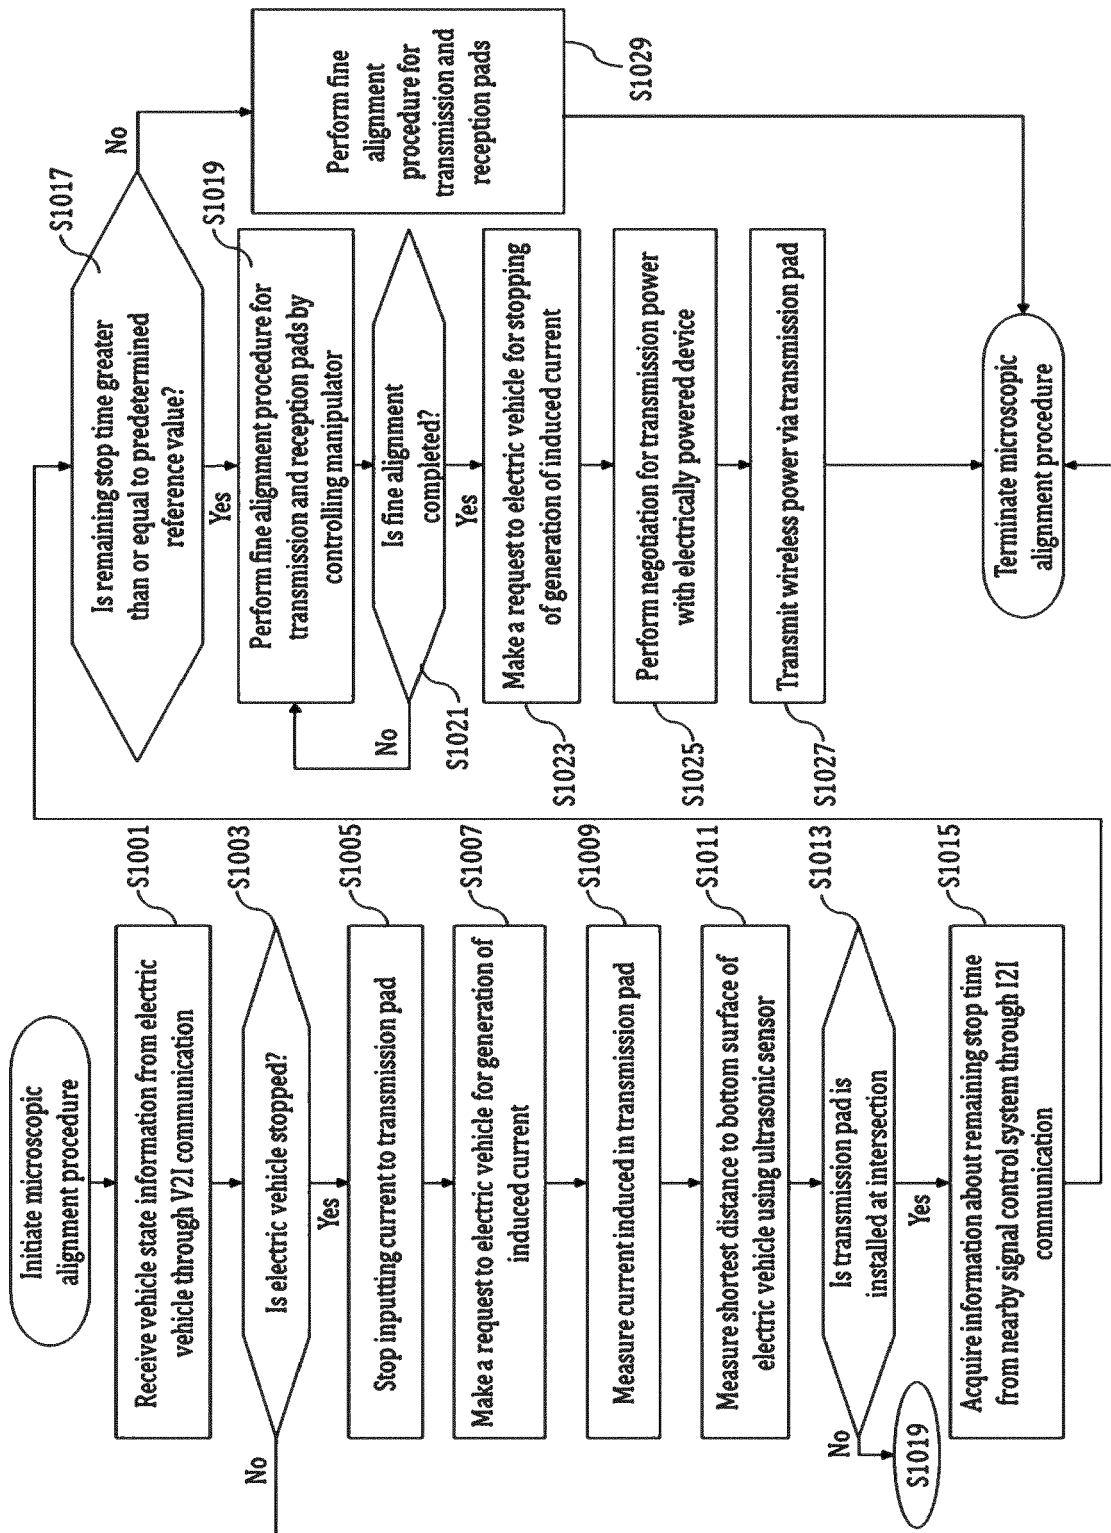 Initiate microscopic
alignment procedure
Receive vehicle state information from electric
vehicle through V2I communication
S1001
Is electric vehicle stopped?
S1003
No
Yes
Stop inputting current to transmission pad
S1005
Make a request to electric vehicle for generation of
induced current
S1007
Measure current induced in transmission pad
S1009
Measure shortest distance to bottom surface of
electric vehicle using ultrasonic sensor
S1011
Is transmission pad is
installed at intersection
S1013
No
S1019
Yes
Acquire information about remaining stop time
from nearby signal control system through I2I
communication
S1015
Is remaining stop time greater
than or equal to predetermined
reference value?
S1017
No
Yes
Perform fine alignment procedure for
transmission and reception pads by
controlling manipulator
S1019
Is fine alignment
completed?
No
S1021
Yes
Make a request to electric vehicle for stopping
of generation of induced current
S1023
Perform negotiation for transmission power
with electrically powered device
S1025
Transmit wireless power via transmission pad
S1027
Perform fine
alignment
procedure for
transmission and
reception pads
S1029
Terminate microscopic
alignment procedure